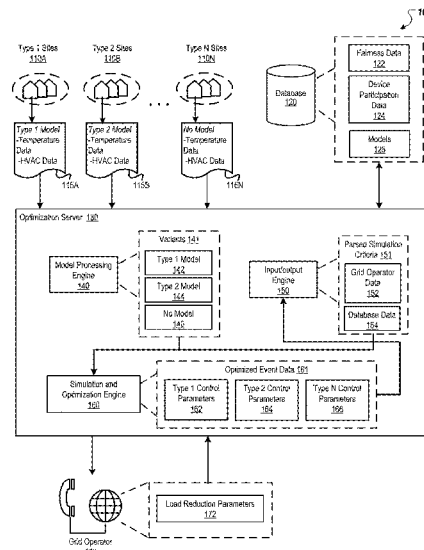 10
Type 1 Sites
110A
Type 2 Sites
110B
Type N Sites
110N
Type 1 Model
-Temperature
Data
-HVAC Data
115A
Type 2 Model
-Temperature
Data
-HVAC Data
115B
No Model
-Temperature
Data
-HVAC Data
115N
Database
120
Fairness Data
122
Device
Participation
Data
124
Models
126
Optimization Server 130
Model Processing
Engine
140
Variants 141
Type 1 Model
142
Type 2 Model
144
No Model
146
Input/output
Engine
150
Parsed Simulation
Criteria 151
Grid Operator
Data
152
Database Data
154
Simulation and
Optimization Engine
160
Optimized Event Data 161
Type 1 Control
Parameters
162
Type 2 Control
Parameters
164
Type N Control
Parameters
166
Load Reduction Parameters
172
Grid Operator